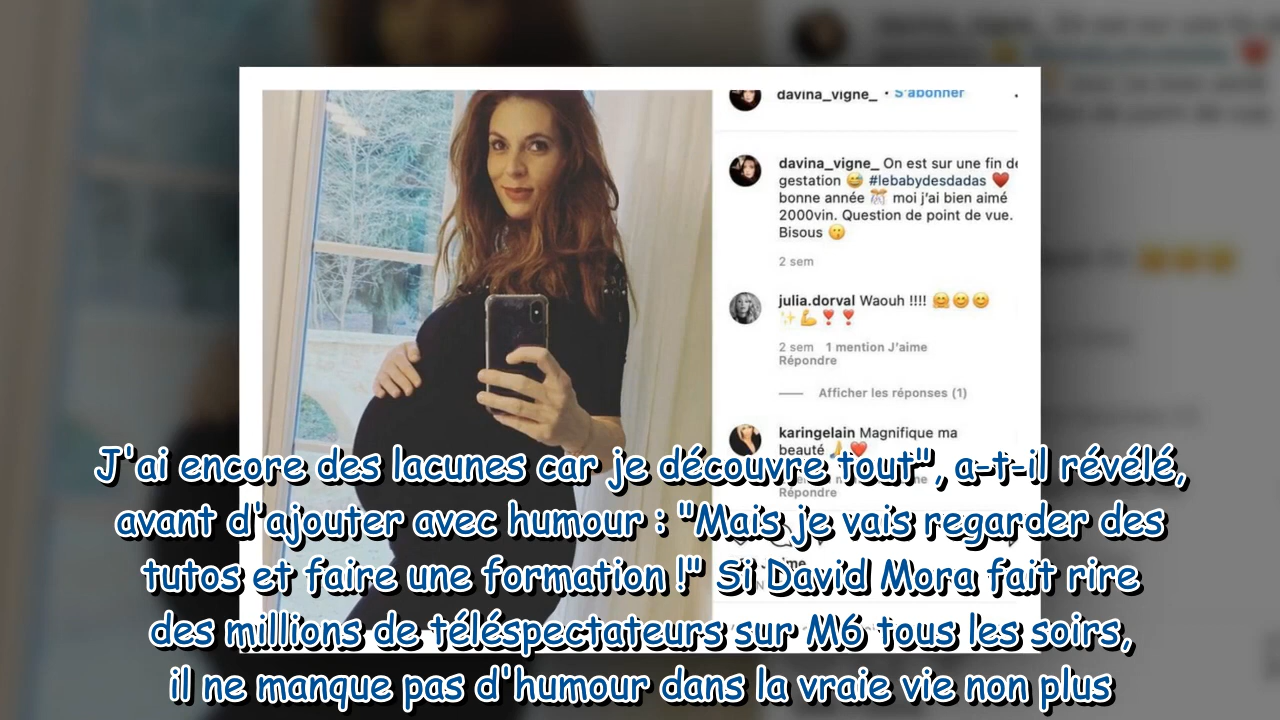 davina_vigne_ • S'abonner
davina_vigne_ On est sur une fin de
gestation 😅 #lebabydesdadas ❤️
bonne année 🎊 moi j'ai bien aimé
2000vin. Question de point de vue.
Bisous 😗
2 sem
julia.dorval Waouh !!!! 🤗😊😊
✨💪❣️❣️
2 sem 1 mention J'aime
Répondre
Afficher les réponses (1)
karingelain Magnifique ma
beauté 🙏❤️
Répondre
J'ai encore des lacunes car je découvre tout", a-t-il révélé,
avant d'ajouter avec humour : "Mais je vais regarder des
tutos et faire une formation !" Si David Mora fait rire
des millions de téléspectateurs sur M6 tous les soirs,
il ne manque pas d'humour dans la vraie vie non plus